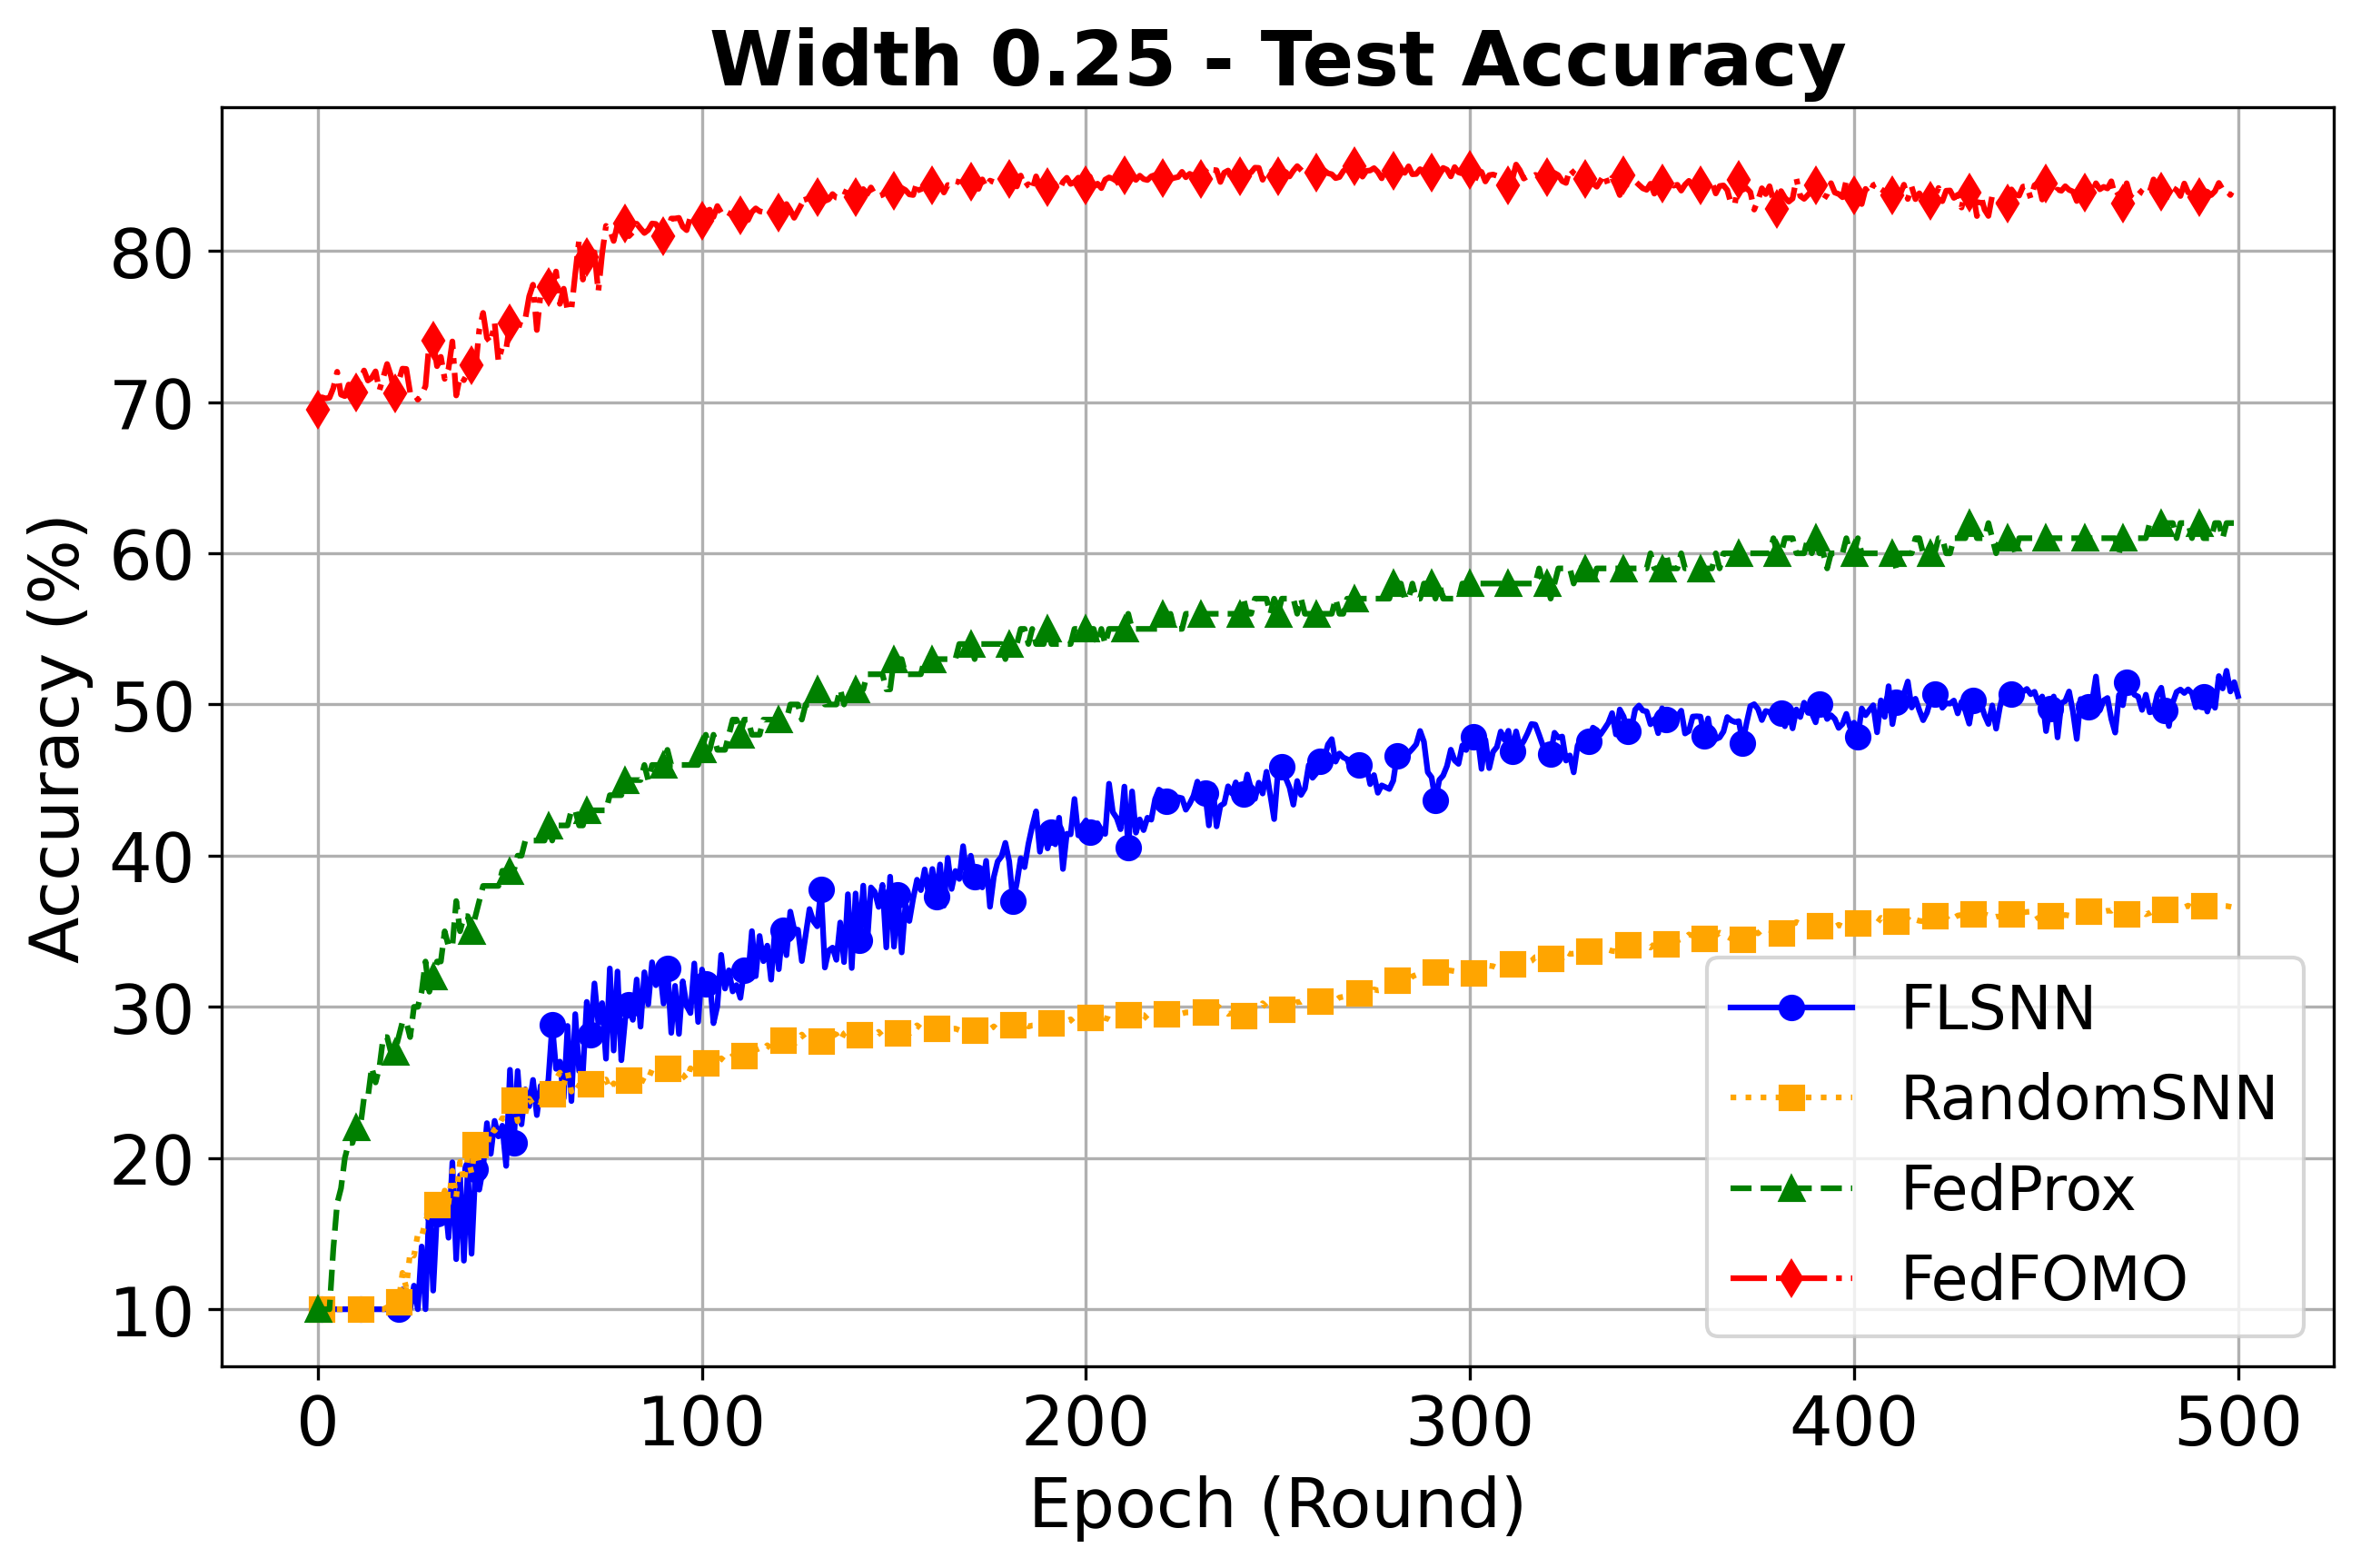 Width 0.25 - Test Accuracy
Accuracy (%)
80
70
60
50
40
30
20
10
0 100 200 300 400 500
Epoch (Round)
FLSNN
RandomSNN
FedProx
FedFOMO